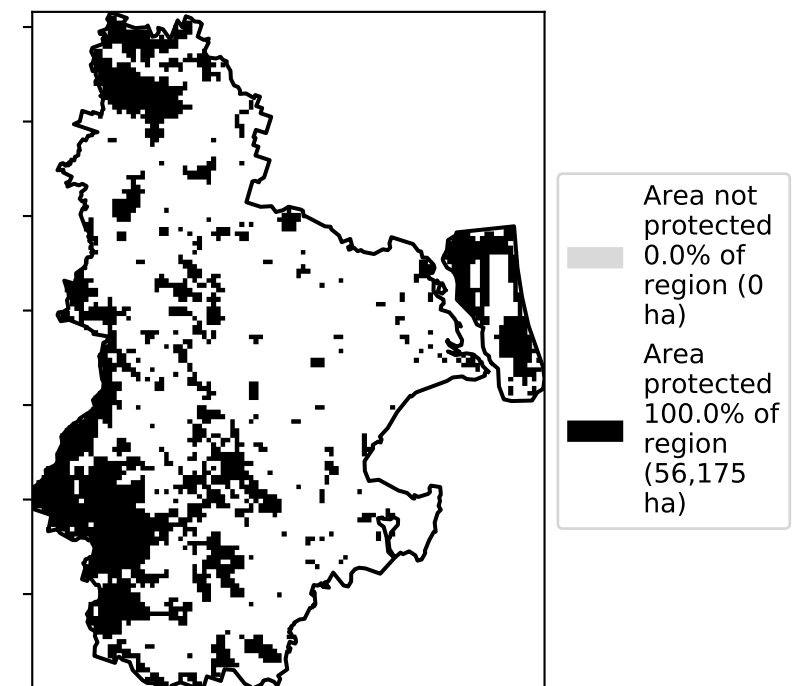 Area not
protected
0.0% of
region (0
ha)
Area
protected
100.0% of
region
(56,175
ha)